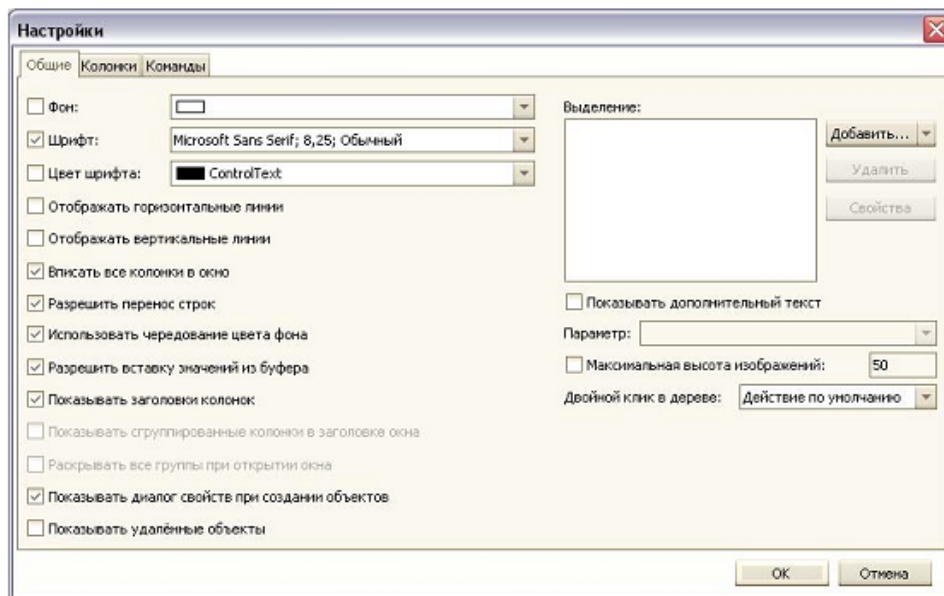 Настройки
Общие Колонки Команды
Фон:
Шрифт: Microsoft Sans Serif; 8,25; Обычный
Цвет шрифта: ControlText
Отображать горизонтальные линии
Отображать вертикальные линии
Вписать все колонки в окно
Разрешить перенос строк
Использовать чередование цвета фона
Разрешить вставку значений из буфера
Показывать заголовки колонок
Показывать сгруппированные колонки в заголовке окна
Раскрывать все группы при открытии окна
Показывать диалог свойств при создании объектов
Показывать удалённые объекты
Выделение:
Добавить...
Удалить
Свойства
Показывать дополнительный текст
Параметр:
Максимальная высота изображений: 50
Двойной клик в дереве: Действие по умолчанию
OK Отмена